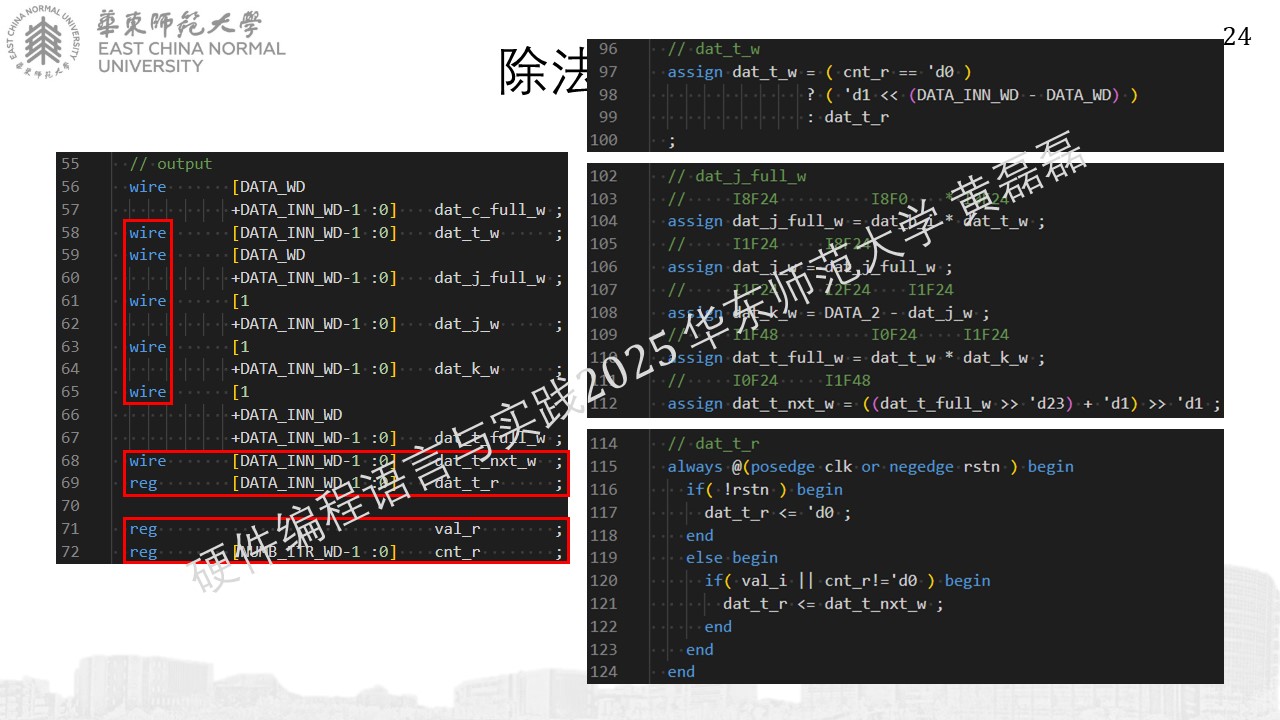 華東師範大學
EAST CHINA NORMAL
UNIVERSITY
EAST CHINA NORMAL UNIVERSITY
華東師範大學
24
除法
55 // output
56 wire [DATA_WD
57 +DATA_INN_WD-1 :0] dat_c_full_w ;
58 wire [DATA_INN_WD-1 :0] dat_t_w ;
59 wire [DATA_WD
60 +DATA_INN_WD-1 :0] dat_j_full_w ;
61 wire [1
62 +DATA_INN_WD-1 :0] dat_j_w ;
63 wire [1
64 +DATA_INN_WD-1 :0] dat_k_w ;
65 wire [1
66 +DATA_INN_WD
67 +DATA_INN_WD-1 :0] dat_t_full_w ;
68 wire [DATA_INN_WD-1 :0] dat_t_nxt_w ;
69 reg [DATA_INN_WD-1 :0] dat_t_r ;
70
71 reg val_r ;
72 reg [NUMB_ITR_WD-1 :0] cnt_r ;
96 // dat_t_w
97 assign dat_t_w = ( cnt_r == 'd0 )
98 ? ( 'd1 << (DATA_INN_WD - DATA_WD) )
99 : dat_t_r
100 ;
102 // dat_j_full_w
103 // I8F24 I8F0 *
104 assign dat_j_full_w = * dat_t_w ;
105 // I1F24 I8F24
106 assign dat_j_w = dat_j_full_w ;
107 // I1F24 I2F24 I1F24
108 assign dat_k_w = DATA_2 - dat_j_w ;
109 // I1F48 I0F24 I1F24
110 assign dat_t_full_w = dat_t_w * dat_k_w ;
111 // I0F24 I1F48
112 assign dat_t_nxt_w = ((dat_t_full_w >> 'd23) + 'd1) >> 'd1 ;
114 // dat_t_r
115 always @(posedge clk or negedge rstn ) begin
116 if( !rstn ) begin
117 dat_t_r <= 'd0 ;
118 end
119 else begin
120 if( val_i || cnt_r!='d0 ) begin
121 dat_t_r <= dat_t_nxt_w ;
122 end
123 end
124 end
硬件编程语言与实践2025华东师范大学 黄磊磊